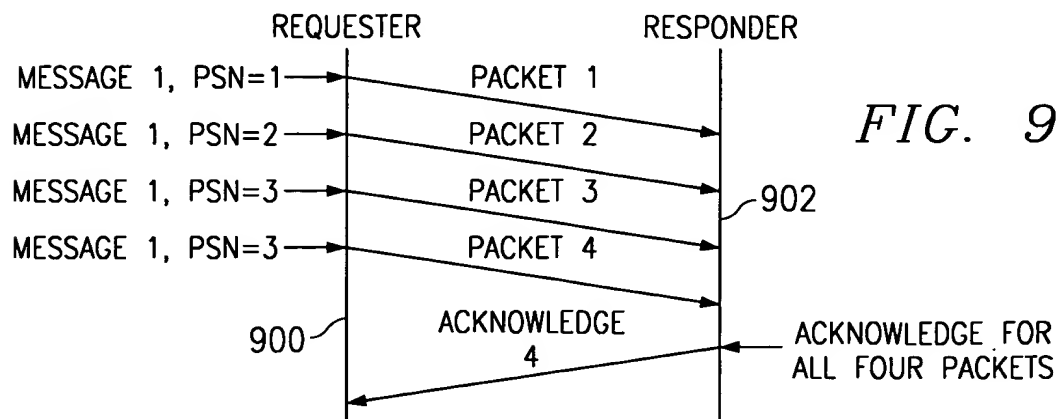 REQUESTER
RESPONDER
MESSAGE 1, PSN=1
PACKET 1
MESSAGE 1, PSN=2
PACKET 2
FIG. 9
MESSAGE 1, PSN=3
PACKET 3
902
MESSAGE 1, PSN=3
PACKET 4
900
ACKNOWLEDGE
4
ACKNOWLEDGE FOR
ALL FOUR PACKETS